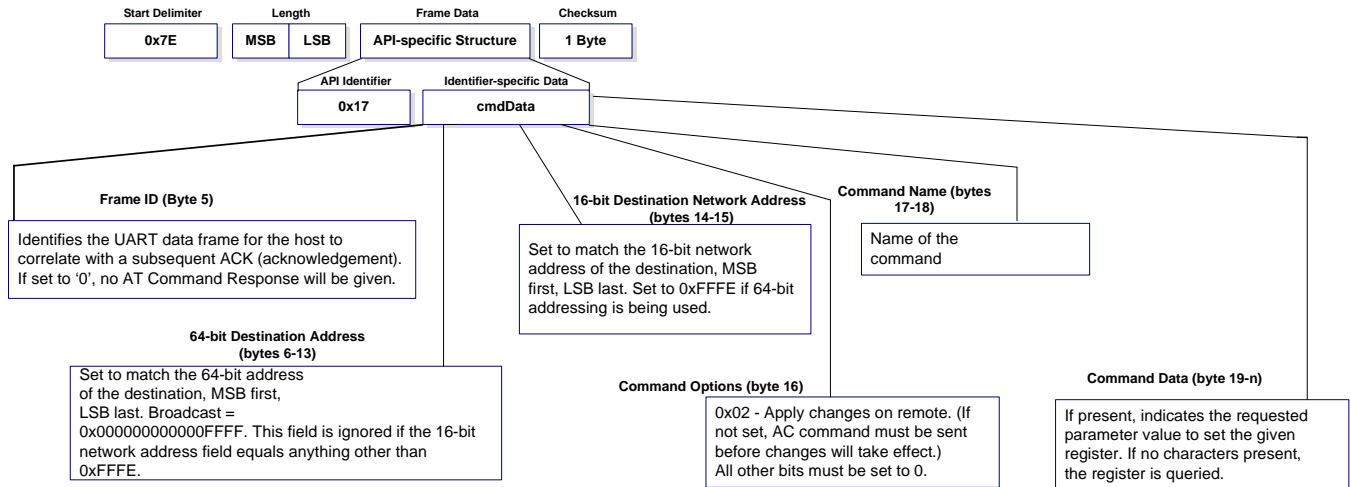 Start Delimiter
Length
Frame Data
Checksum
0x7E
MSB
LSB
API-specific Structure
1 Byte
API Identifier
Identifier-specific Data
0x17
cmdData
Frame ID (Byte 5)
Identifies the UART data frame for the host to
correlate with a subsequent ACK (acknowledgement).
If set to ‘0’, no AT Command Response will be given.
16-bit Destination Network Address
(bytes 14-15)
Set to match the 16-bit network
address of the destination, MSB
first, LSB last. Set to 0xFFFE if 64-bit
addressing is being used.
Command Name (bytes
17-18)
Name of the
command
64-bit Destination Address
(bytes 6-13)
Set to match the 64-bit address
of the destination, MSB first,
LSB last. Broadcast =
0x000000000000FFFF. This field is ignored if the 16-bit
network address field equals anything other than
0xFFFE.
Command Options (byte 16)
0x02 - Apply changes on remote. (If
not set, AC command must be sent
before changes will take effect.)
All other bits must be set to 0.
Command Data (byte 19-n)
If present, indicates the requested
parameter value to set the given
register. If no characters present,
the register is queried.